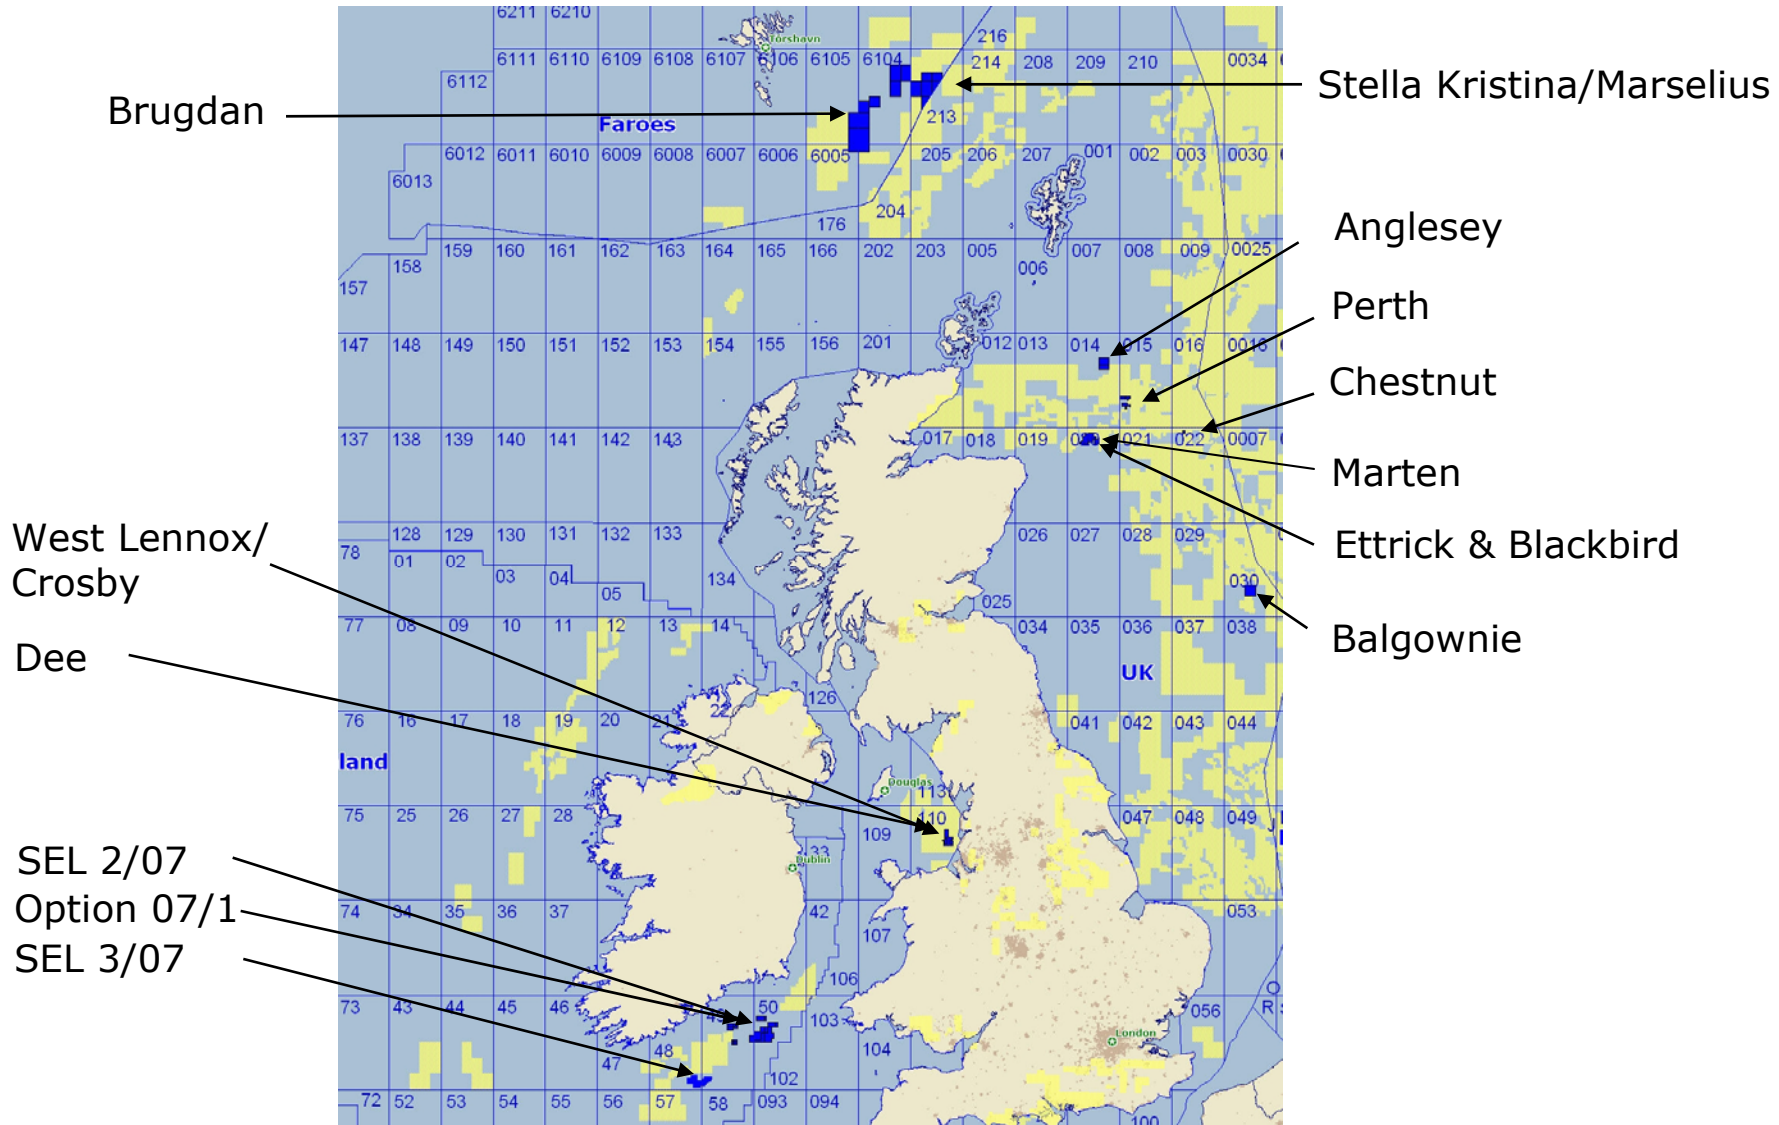 6211 6210
Tórshavn
216
6111 6110 6109 6108 6107 6106 6105 6104
214 208 209 210 0034
6112
Stella Kristina/Marselius
Brugdan
Faroes
213
6012 6011 6010 6009 6008 6007 6006 6005
205 206 207 001 002 003 0030
6013
204
176
Anglesey
159 160 161 162 163 164 165 166 202 203 005 007 008 009 0025
158
006
157
Perth
147 148 149 150 151 152 153 154 155 156 201 012 013 014 015 016 0016
Chestnut
137 138 139 140 141 142 143
017 018 019 021 022 0007
Marten
West Lennox/
Crosby
128 129 130 131 132 133
026 027 028 029
Ettrick & Blackbird
78
01 02 03 04 05
134
030
025
77 08 09 10 11 12 13 14
034 035 036 037 038
Balgownie
Dee
UK
126
76 16 17 18 19 20 21 22
041 042 043 044
land
Douglas
113
75 25 26 27 28
109 110
047 048 049
J
SEL 2/07
133
Dublin
Option 07/1
74 34 35 36 37
42
053
107
SEL 3/07
106
73 43 44 45 46
50
103
056
O
R
London
48
47
104
102
72 52 53 54 55 56 57 58 093 094
100